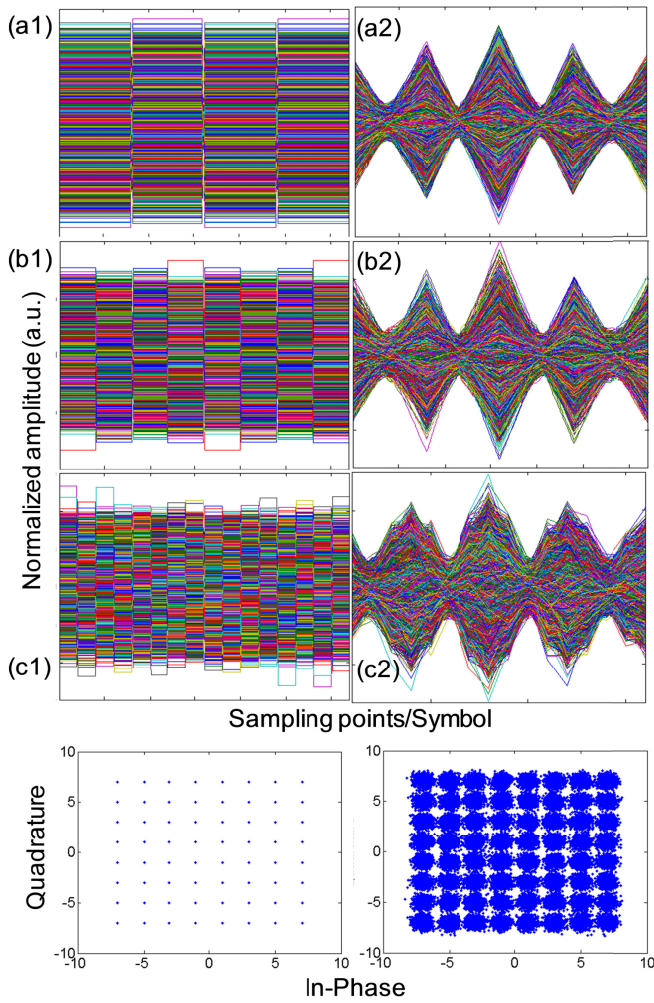 (a1)
(a2)
(b1)
(b2)
(c1)
(c2)
Normalized amplitude (a.u.)
Sampling points/Symbol
10
5
0
-5
-10
-10
-5
0
5
10
10
5
0
-5
-10
-10
-5
0
5
10
Quadrature
In-Phase